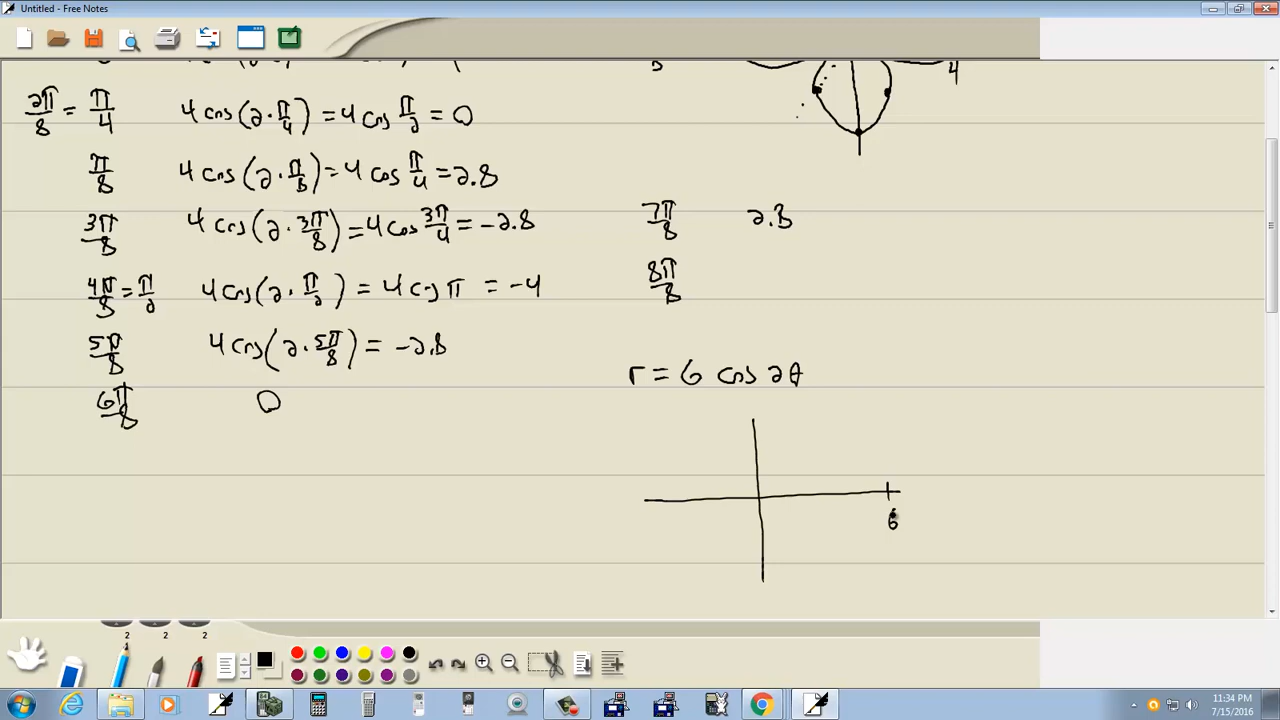 Untitled - Free Notes
2π/8 = π/4 4 cos(2·π/4) = 4 cos π/2 = 0
π/8 4 cos(2·π/8) = 4 cos π/4 = 2.8
3π/8 4 cos(2·3π/8) = 4 cos 3π/4 = -2.8
4π/8 = π/2 4 cos(2·π/2) = 4 cos π = -4
5π/8 4 cos(2·5π/8) = -2.8
6π/8 0
4
7π/8 2.8
8π/8
r = 6 cos 2θ
6
2 2 2
11:34 PM
7/15/2016